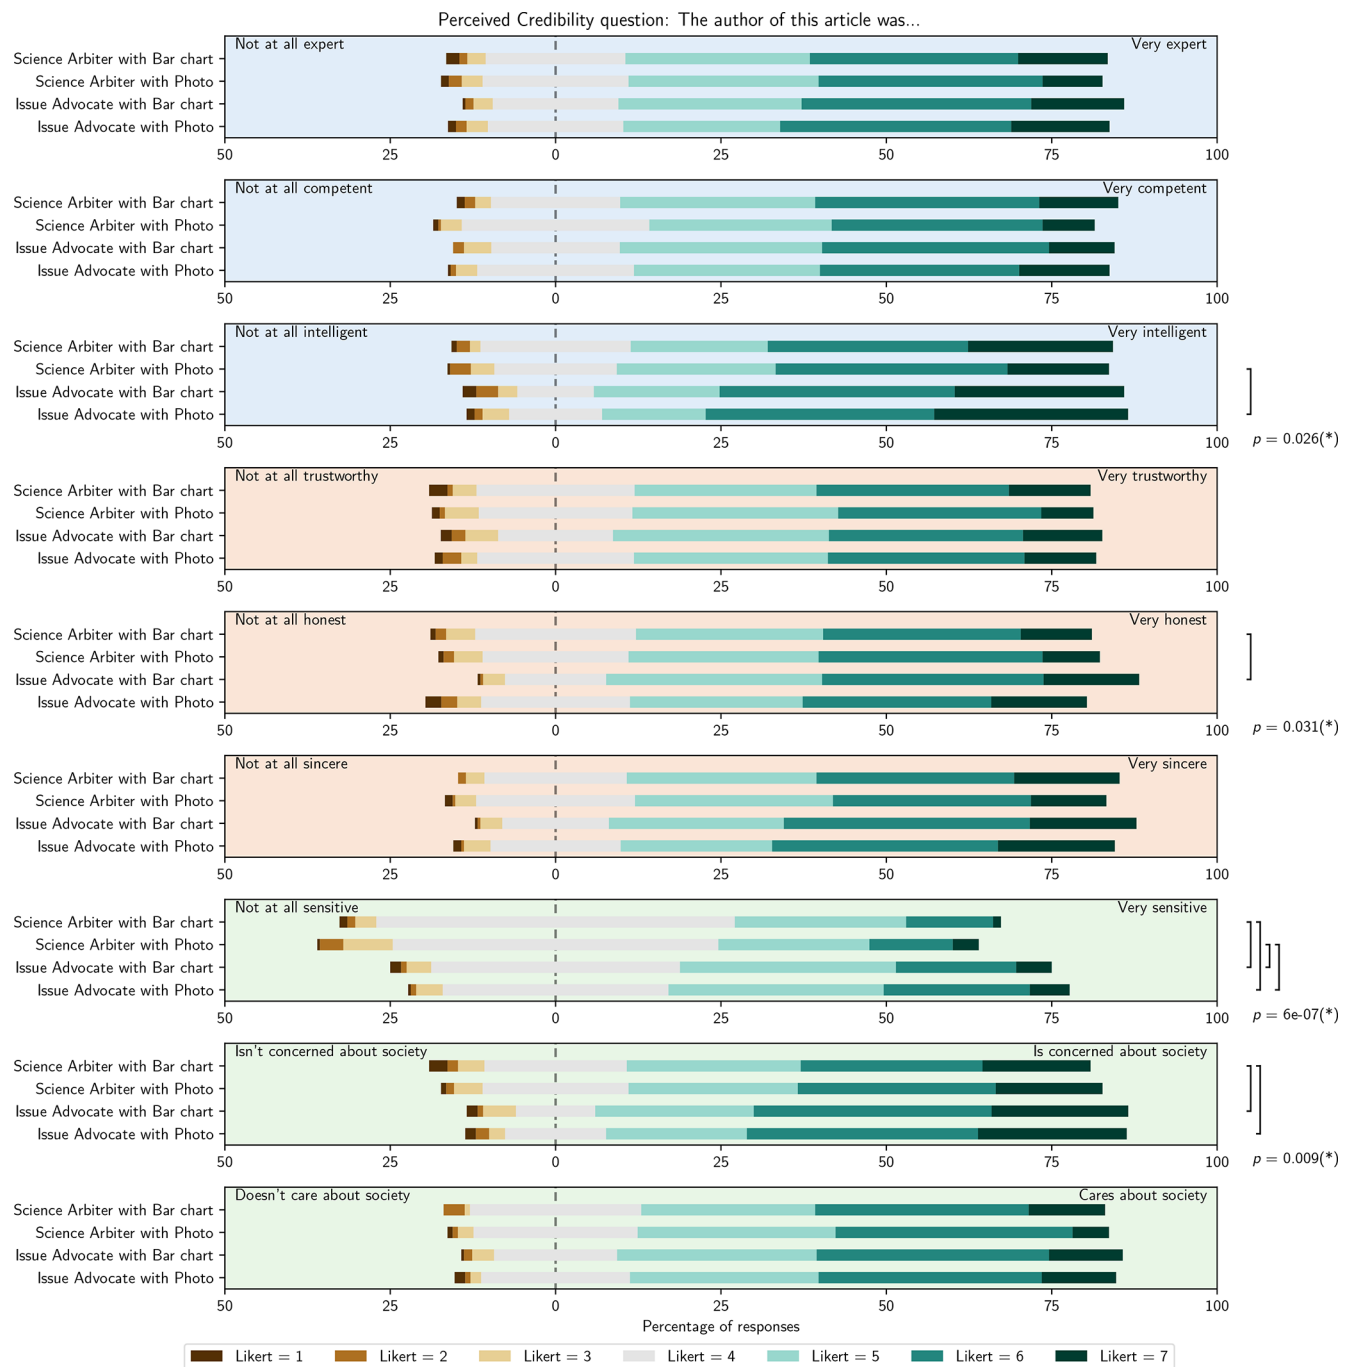 Perceived Credibility question: The author of this article was...
Not at all expert Very expert
Science Arbiter with Bar chart
Science Arbiter with Photo
Issue Advocate with Bar chart
Issue Advocate with Photo
50 25 0 25 50 75 100
Not at all competent Very competent
Science Arbiter with Bar chart
Science Arbiter with Photo
Issue Advocate with Bar chart
Issue Advocate with Photo
50 25 0 25 50 75 100
Not at all intelligent Very intelligent
Science Arbiter with Bar chart
Science Arbiter with Photo
Issue Advocate with Bar chart
Issue Advocate with Photo
50 25 0 25 50 75 100
p = 0.026(*)
Not at all trustworthy Very trustworthy
Science Arbiter with Bar chart
Science Arbiter with Photo
Issue Advocate with Bar chart
Issue Advocate with Photo
50 25 0 25 50 75 100
Not at all honest Very honest
Science Arbiter with Bar chart
Science Arbiter with Photo
Issue Advocate with Bar chart
Issue Advocate with Photo
50 25 0 25 50 75 100
p = 0.031(*)
Not at all sincere Very sincere
Science Arbiter with Bar chart
Science Arbiter with Photo
Issue Advocate with Bar chart
Issue Advocate with Photo
50 25 0 25 50 75 100
Not at all sensitive Very sensitive
Science Arbiter with Bar chart
Science Arbiter with Photo
Issue Advocate with Bar chart
Issue Advocate with Photo
50 25 0 25 50 75 100
p = 6e-07(*)
Isn't concerned about society Is concerned about society
Science Arbiter with Bar chart
Science Arbiter with Photo
Issue Advocate with Bar chart
Issue Advocate with Photo
50 25 0 25 50 75 100
p = 0.009(*)
Doesn't care about society Cares about society
Science Arbiter with Bar chart
Science Arbiter with Photo
Issue Advocate with Bar chart
Issue Advocate with Photo
50 25 0 25 50 75 100
Percentage of responses
Likert = 1 Likert = 2 Likert = 3 Likert = 4 Likert = 5 Likert = 6 Likert = 7